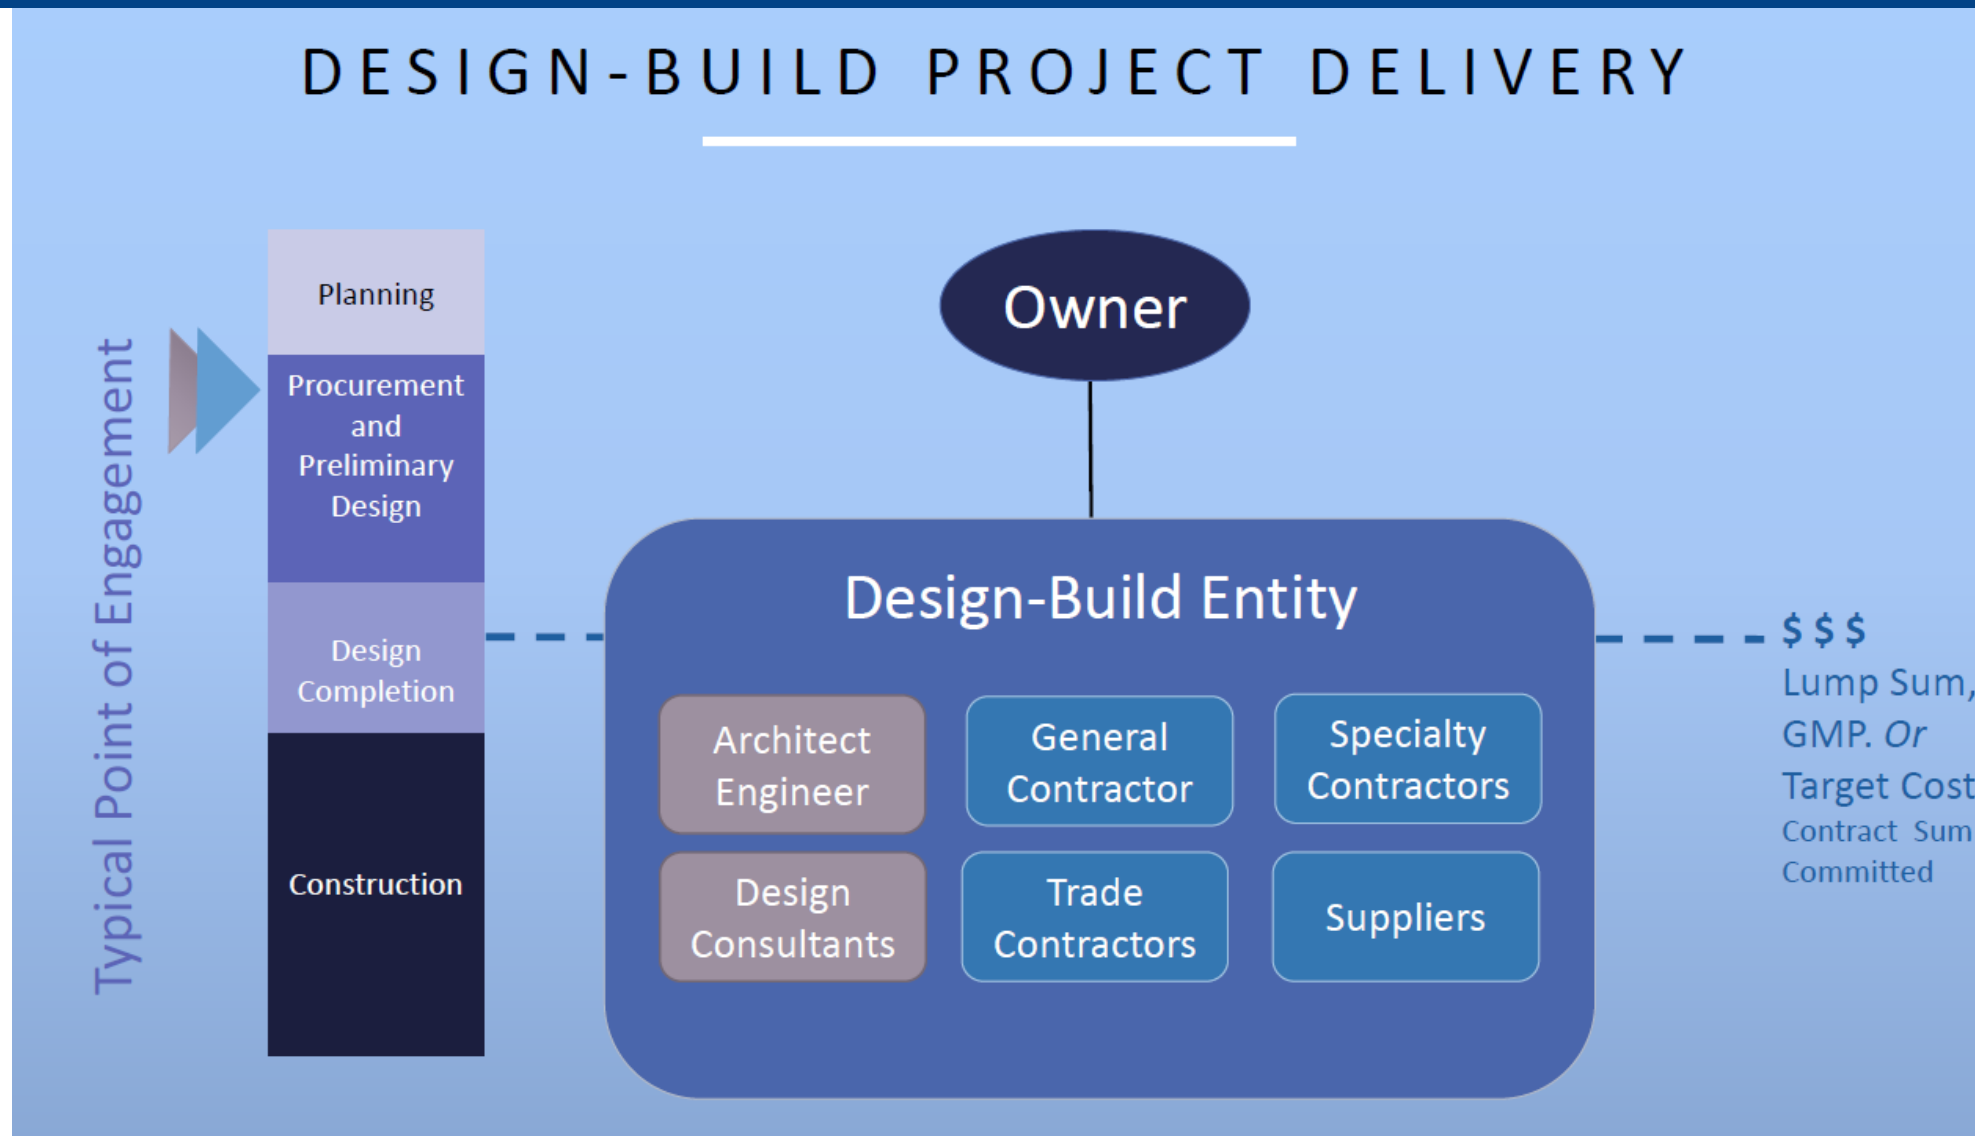 DESIGN-BUILD PROJECT DELIVERY
Typical Point of Engagement
Planning
Procurement
and
Preliminary
Design
Design
Completion
Construction
Owner
Design-Build Entity
Architect
Engineer
General
Contractor
Specialty
Contractors
Design
Consultants
Trade
Contractors
Suppliers
$$$
Lump Sum,
GMP. Or
Target Cost
Contract Sum
Committed